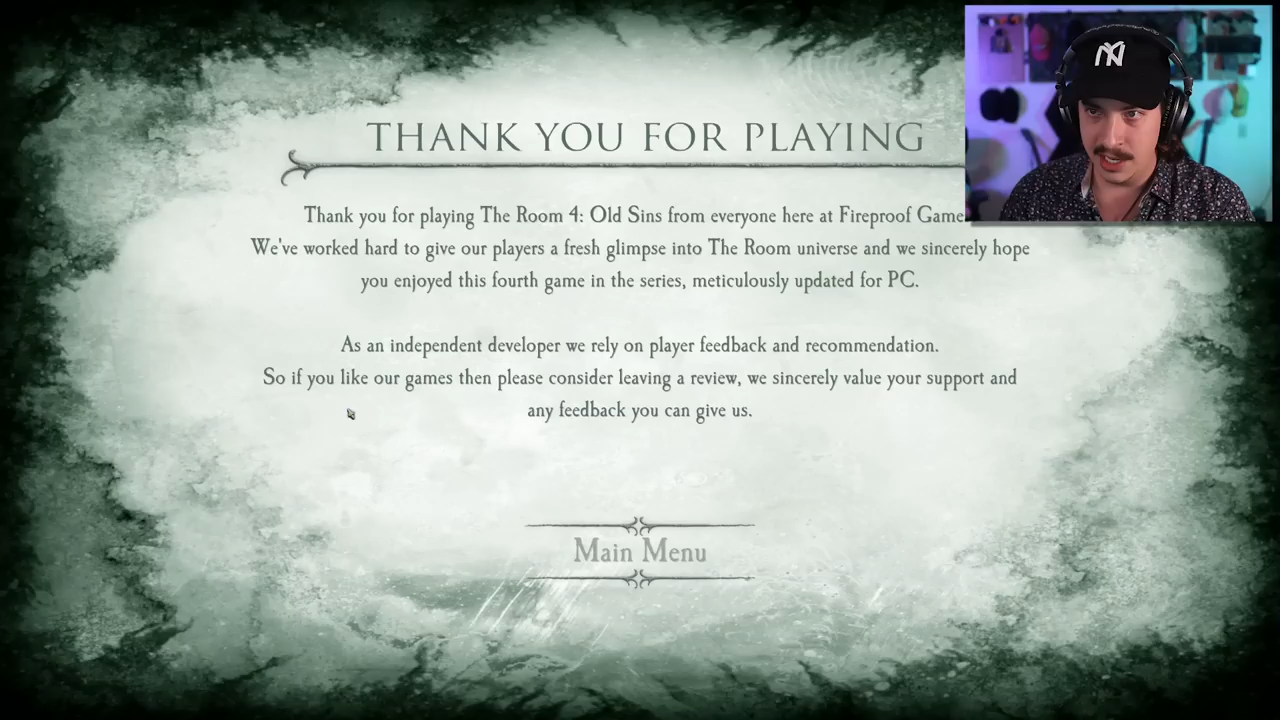 THANK YOU FOR PLAYING
Thank you for playing The Room 4: Old Sins from everyone here at Fireproof Game
We've worked hard to give our players a fresh glimpse into The Room universe and we sincerely hope
you enjoyed this fourth game in the series, meticulously updated for PC.
As an independent developer we rely on player feedback and recommendation.
So if you like our games then please consider leaving a review, we sincerely value your support and
any feedback you can give us.
Main Menu